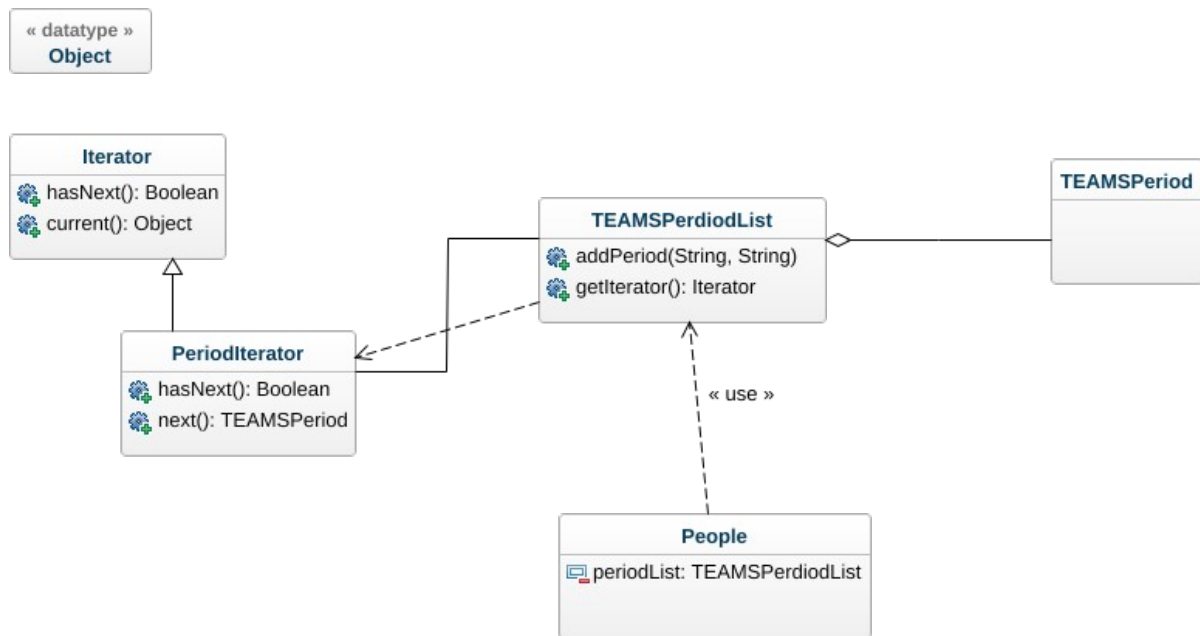 « datatype »
Object
Iterator
hasNext(): Boolean
current(): Object
TEAMSPeriod
TEAMSPerdiodList
addPeriod(String, String)
getIterator(): Iterator
PeriodIterator
hasNext(): Boolean
next(): TEAMSPeriod
« use »
People
periodList: TEAMSPerdiodList